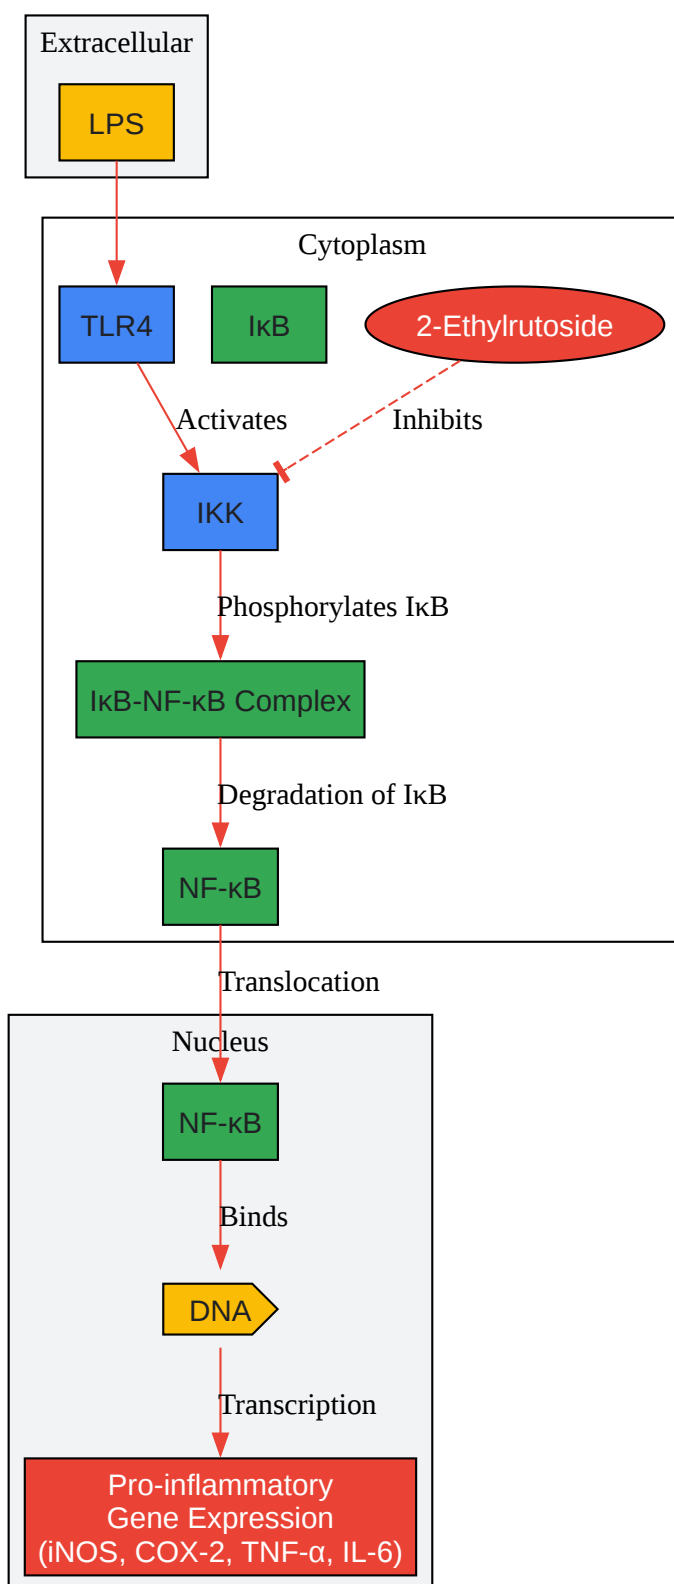 Extracellular
LPS
Cytoplasm
TLR4
IκB
2-Ethylrutoside
Activates
Inhibits
IKK
Phosphorylates IκB
IκB-NF-κB Complex
Degradation of IκB
NF-κB
Translocation
Nucleus
NF-κB
Binds
DNA
Transcription
Pro-inflammatory
Gene Expression
(iNOS, COX-2, TNF-α, IL-6)